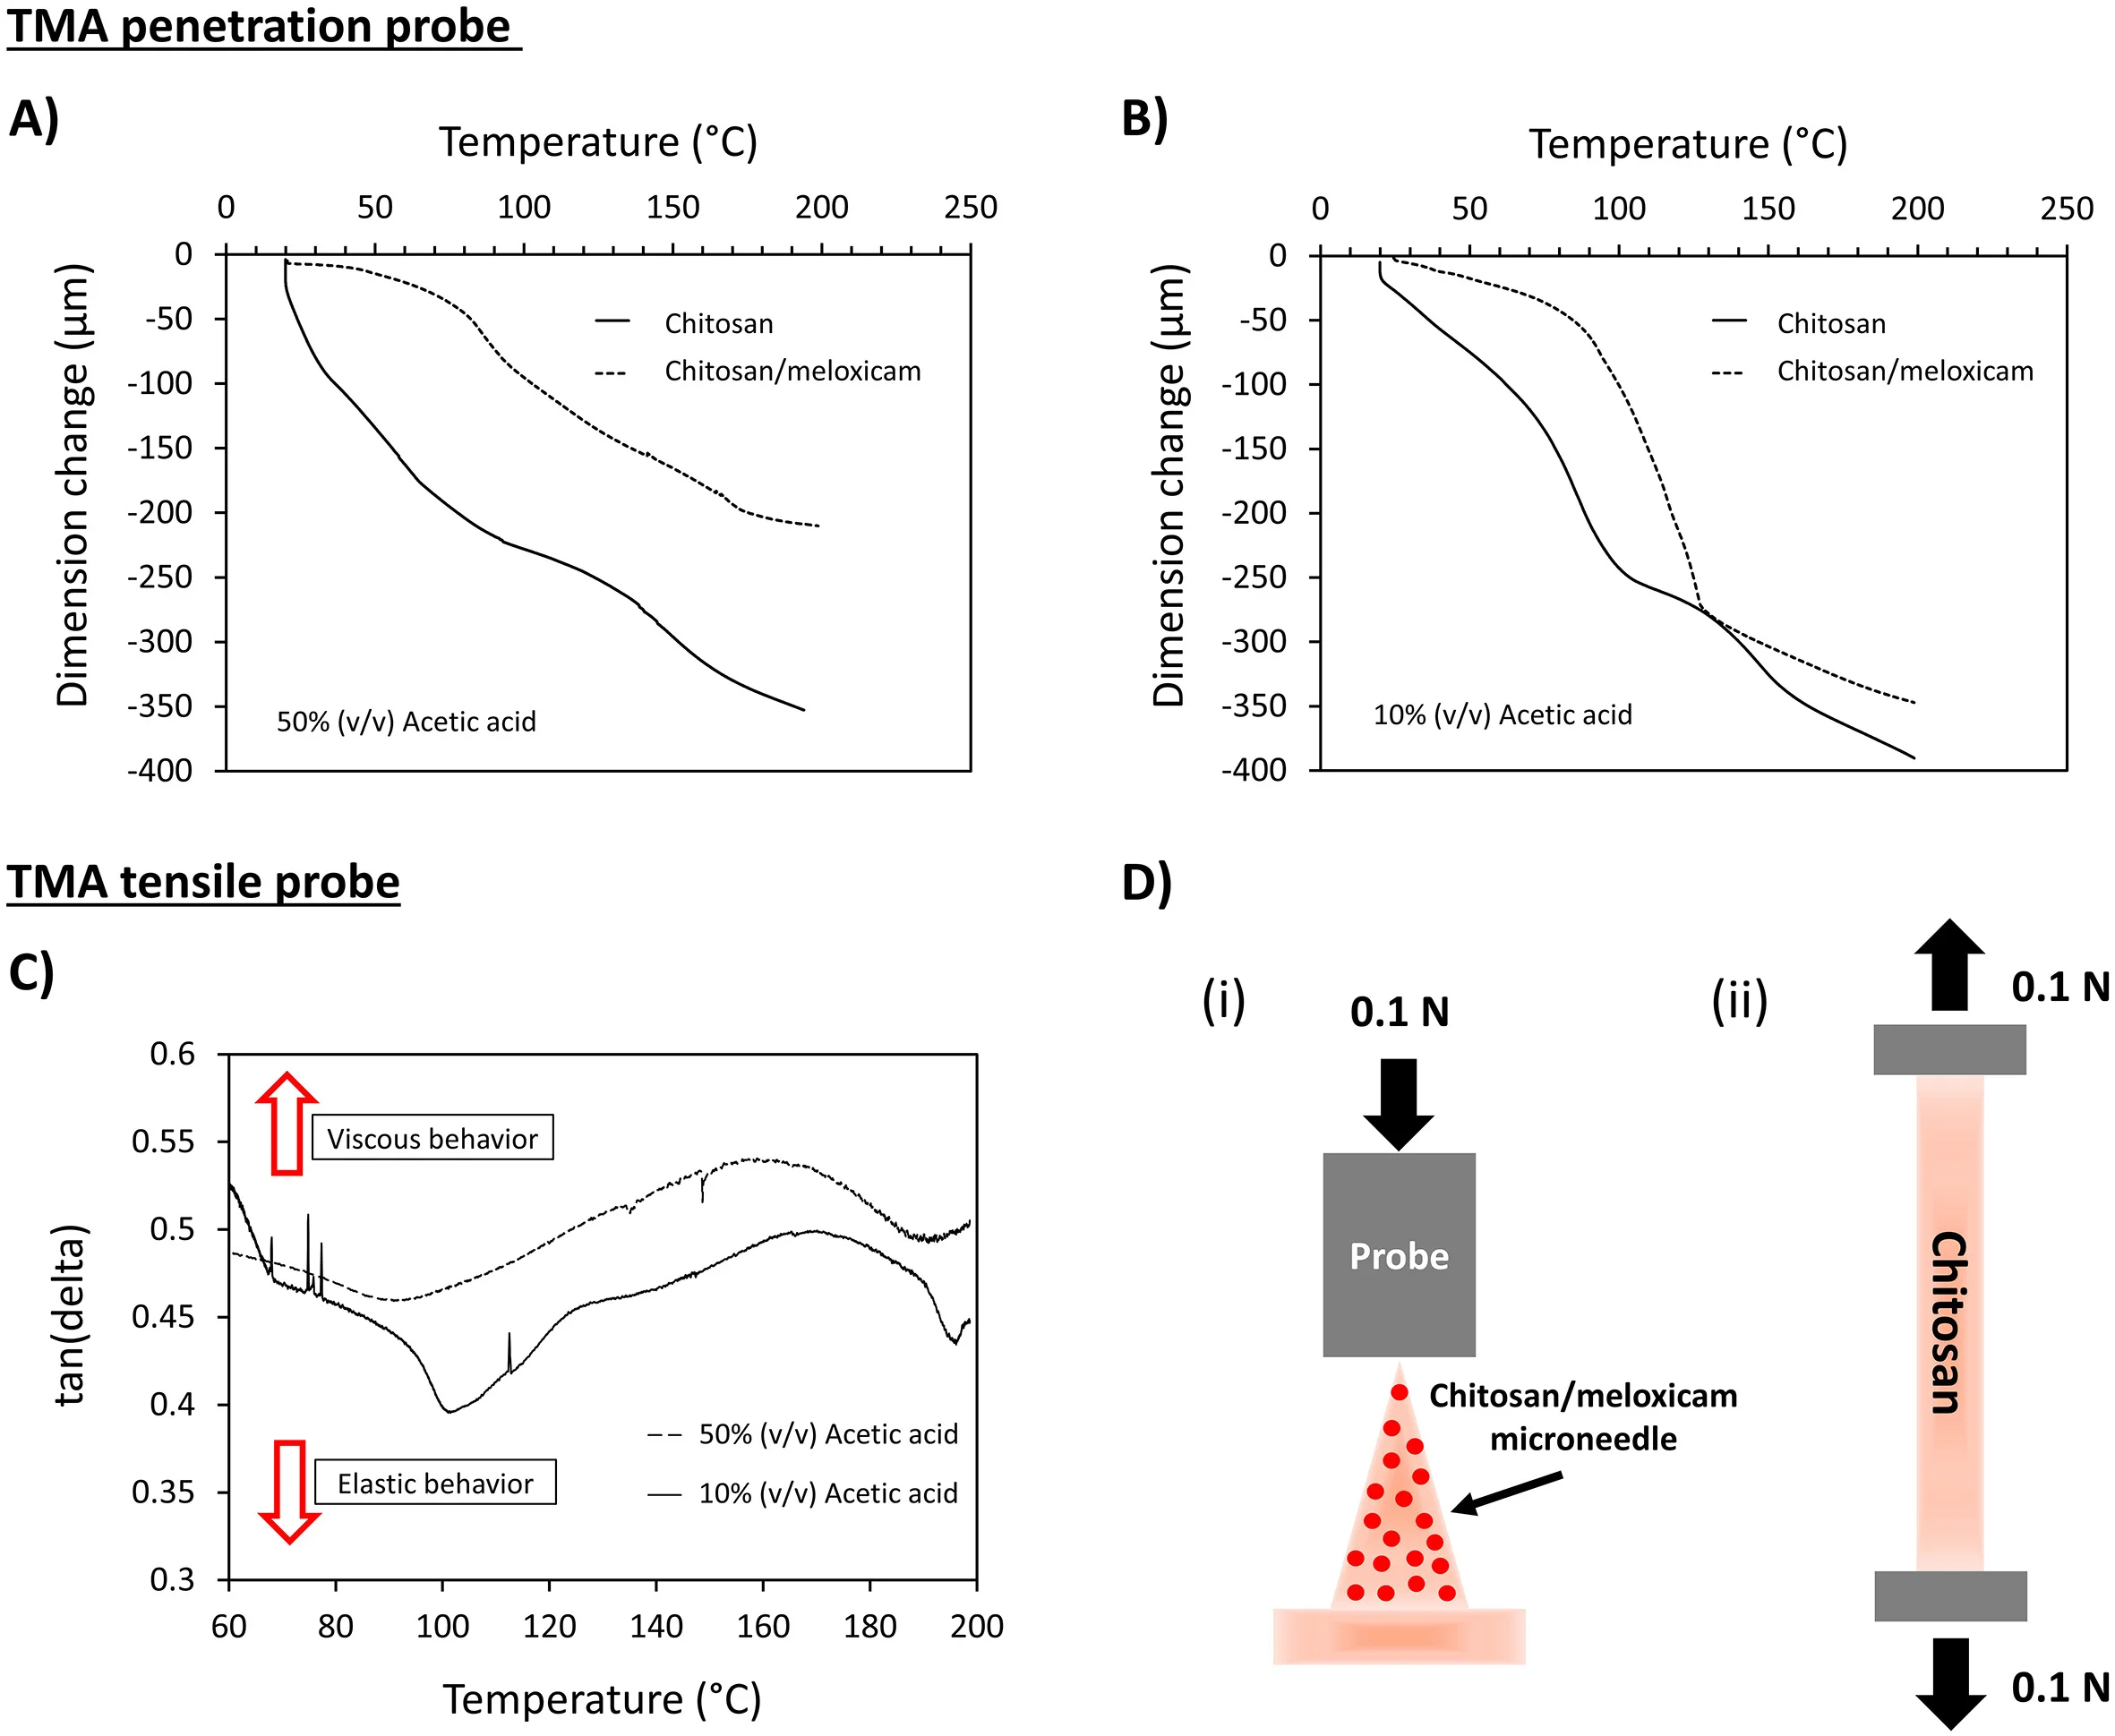 TMA penetration probe
A)
Temperature (°C)
0 50 100 150 200 250
0
-50
-100
-150
-200
-250
-300
-350
-400
Dimension change (µm)
Chitosan
Chitosan/meloxicam
50% (v/v) Acetic acid
B)
Temperature (°C)
0 50 100 150 200 250
0
-50
-100
-150
-200
-250
-300
-350
-400
Dimension change (µm)
Chitosan
Chitosan/meloxicam
10% (v/v) Acetic acid
TMA tensile probe
C)
0.6
0.55
0.5
0.45
0.4
0.35
0.3
tan(delta)
Viscous behavior
Elastic behavior
50% (v/v) Acetic acid
10% (v/v) Acetic acid
60 80 100 120 140 160 180 200
Temperature (°C)
D)
(i)
0.1 N
Probe
Chitosan/meloxicam
microneedle
(ii)
0.1 N
Chitosan
0.1 N